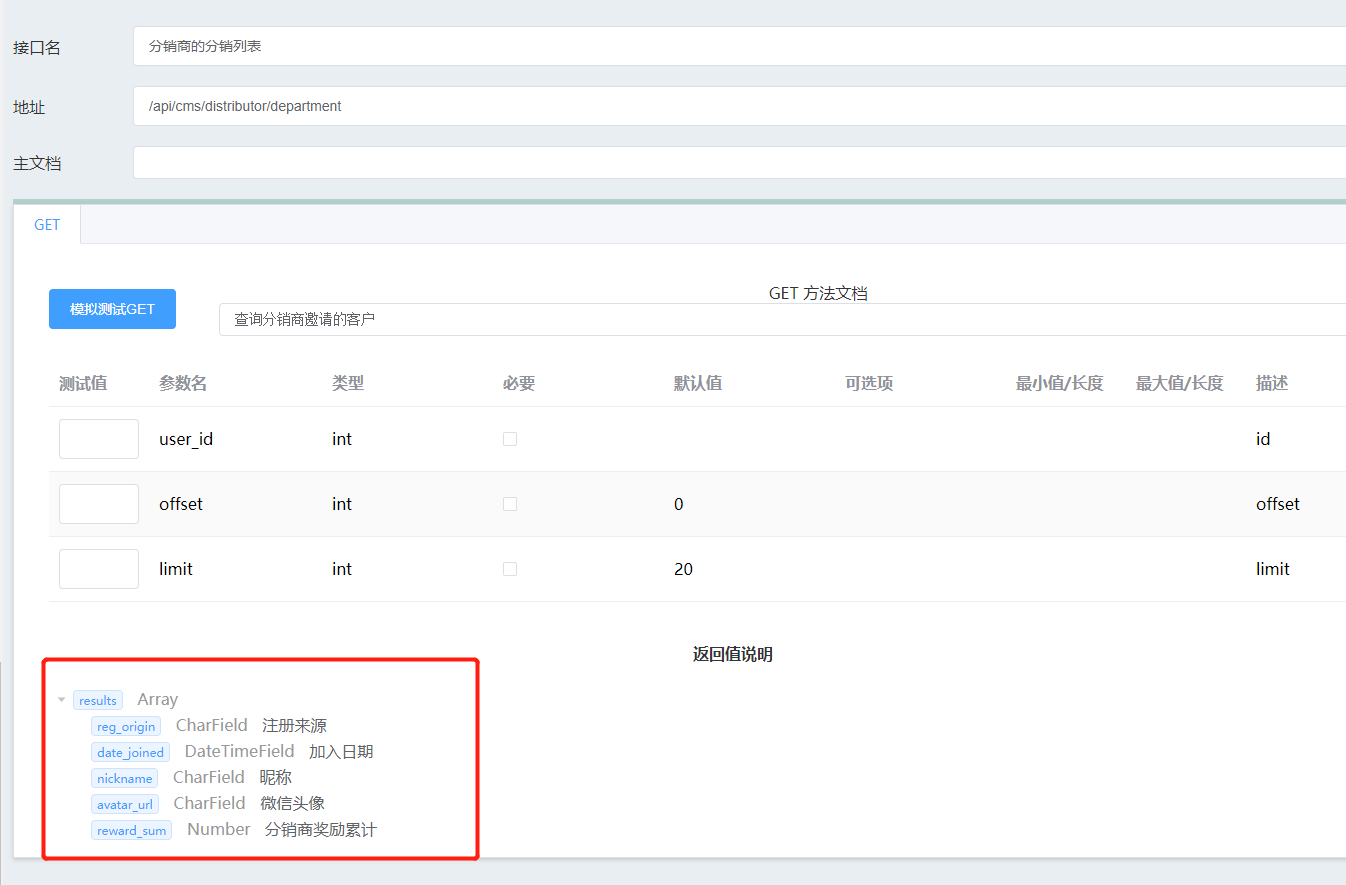 接口名 分销商的分销列表
地址 /api/cms/distributor/department
主文档
GET
GET 方法文档
模拟测试GET 查询分销商邀请的客户
测试值 参数名 类型 必要 默认值 可选项 最小值/长度 最大值/长度 描述
user_id int id
offset int 0 offset
limit int 20 limit
返回值说明
results Array
reg_origin CharField 注册来源
date_joined DateTimeField 加入日期
nickname CharField 昵称
avatar_url CharField 微信头像
reward_sum Number 分销商奖励累计